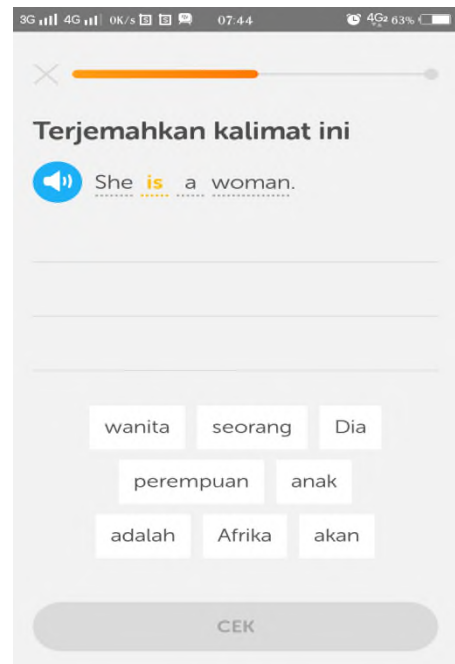 3G 4G 0K/s 07:44 4G2 63%
Terjemahkan kalimat ini
She is a woman.
wanita seorang Dia
perempuan anak
adalah Afrika akan
CEK